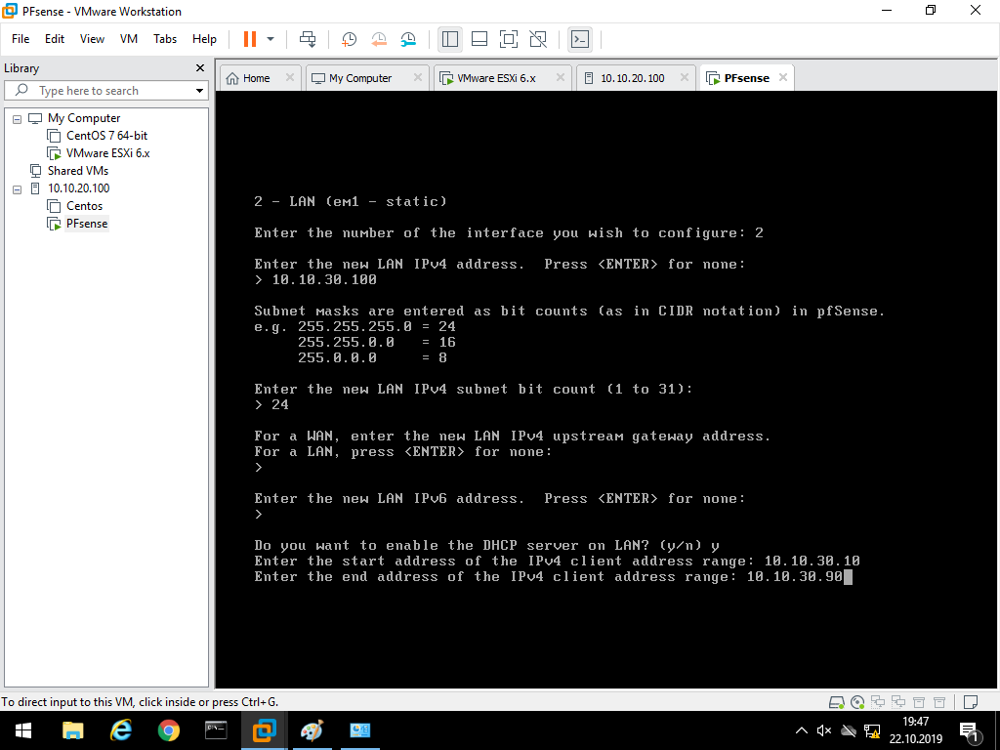 PFsense - VMware Workstation
File Edit View VM Tabs Help
Library
Type here to search
My Computer
CentOS 7 64-bit
VMware ESXi 6.x
Shared VMs
10.10.20.100
Centos
PFsense
Home My Computer VMware ESXi 6.x 10.10.20.100 PFsense
2 - LAN (em1 - static)
Enter the number of the interface you wish to configure: 2
Enter the new LAN IPv4 address.  Press <ENTER> for none:
> 10.10.30.100
Subnet masks are entered as bit counts (as in CIDR notation) in pfSense.
e.g. 255.255.255.0 = 24
255.255.0.0   = 16
255.0.0.0     = 8
Enter the new LAN IPv4 subnet bit count (1 to 31):
> 24
For a WAN, enter the new LAN IPv4 upstream gateway address.
For a LAN, press <ENTER> for none:
>
Enter the new LAN IPv6 address.  Press <ENTER> for none:
>
Do you want to enable the DHCP server on LAN? (y/n) y
Enter the start address of the IPv4 client address range: 10.10.30.10
Enter the end address of the IPv4 client address range: 10.10.30.90
To direct input to this VM, click inside or press Ctrl+G.
19:47
22.10.2019
1